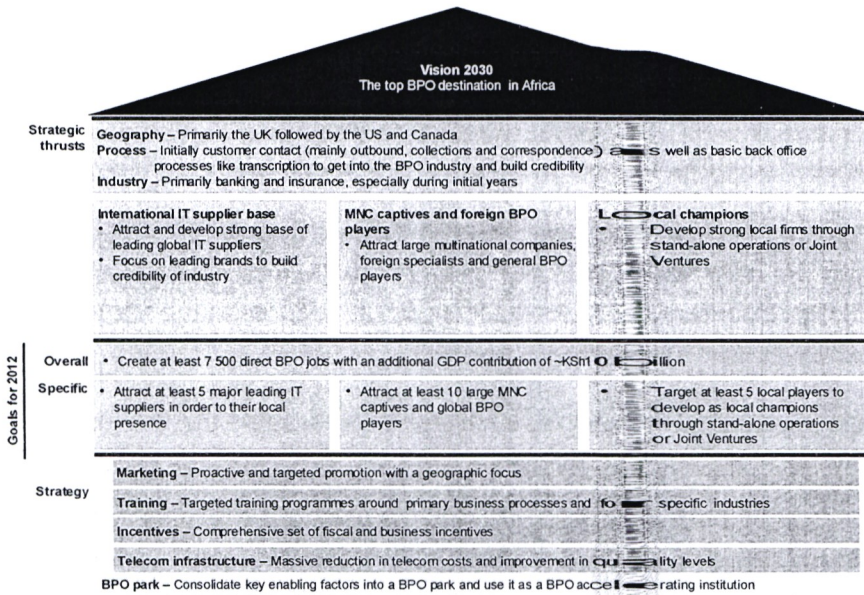 Vision 2030
The top BPO destination in Africa
Strategic thrusts
Geography – Primarily the UK followed by the US and Canada
Process – Initially customer contact (mainly outbound, collections and correspondence) as well as basic back office
processes like transcription to get into the BPO industry and build credibility
Industry – Primarily banking and insurance, especially during initial years
International IT supplier base
• Attract and develop strong base of
leading global IT suppliers
• Focus on leading brands to build
credibility of industry
MNC captives and foreign BPO
players
• Attract large multinational companies,
foreign specialists and general BPO
players
Local champions
• Develop strong local firms through
stand-alone operations or Joint
Ventures
Goals for 2012
Overall
• Create at least 7 500 direct BPO jobs with an additional GDP contribution of ~KSh10 billion
Specific
• Attract at least 5 major leading IT
suppliers in order to their local
presence
• Attract at least 10 large MNC
captives and global BPO
players
• Target at least 5 local players to
develop as local champions
through stand-alone operations
or Joint Ventures
Strategy
Marketing – Proactive and targeted promotion with a geographic focus
Training – Targeted training programmes around primary business processes and for specific industries
Incentives – Comprehensive set of fiscal and business incentives
Telecom infrastructure – Massive reduction in telecom costs and improvement in quality levels
BPO park – Consolidate key enabling factors into a BPO park and use it as a BPO accelerating institution